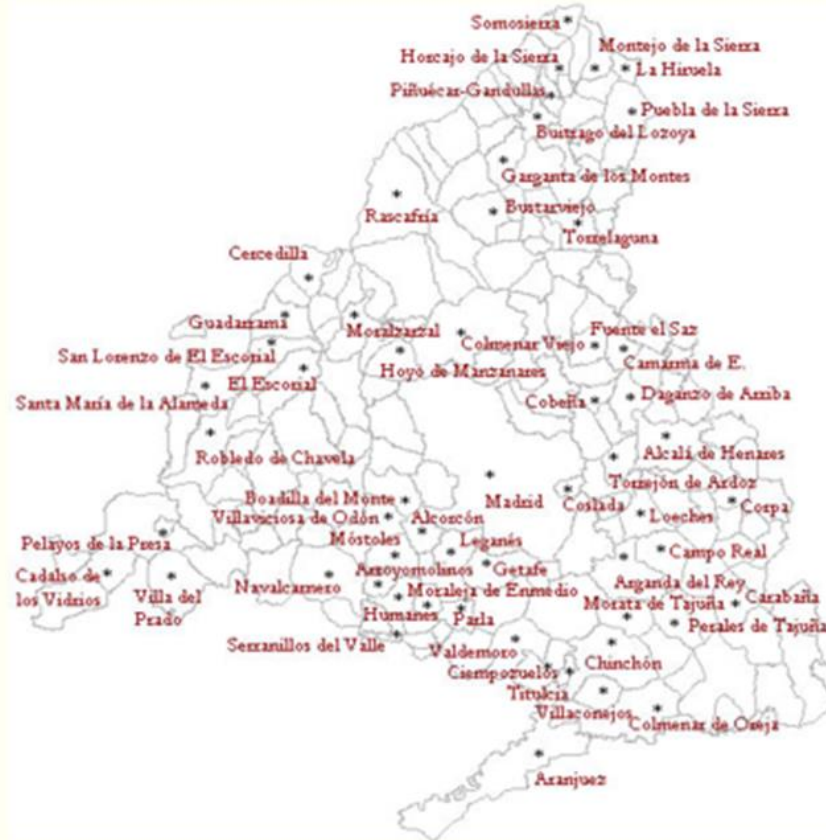 Somosierra
Montejo de la Sierra
Horcajo de la Sierra
La Hiruela
Piñuécar-Gandullas
Puebla de la Sierra
Buitrago del Lozoya
Garganta de los Montes
Rascafría
Bustarviejo
Torrelaguna
Cercedilla
Guadarrama
Moralzarzal
Fuente el Saz
Colmenar Viejo
San Lorenzo de El Escorial
Camarma de E.
Hoyo de Manzanares
El Escorial
Santa María de la Alameda
Cobeña
Daganzo de Arriba
Robledo de Chavela
Alcalá de Henares
Torrejón de Ardoz
Boadilla del Monte
Madrid
Coslada
Corpa
Villaviciosa de Odón
Alcorcón
Loeches
Móstoles
Leganés
Pelayos de la Presa
Campo Real
Arroyomolinos
Getafe
Cadalso de
los Vidrios
Villa del
Prado
Navalcarnero
Moraleja de Enmedio
Arganda del Rey
Carabaña
Morata de Tajuña
Humanes
Parla
Perales de Tajuña
Serranillos del Valle
Valdemoro
Chinchón
Ciempozuelos
Titulcia
Villaconejos
Colmenar de Oreja
Aranjuez